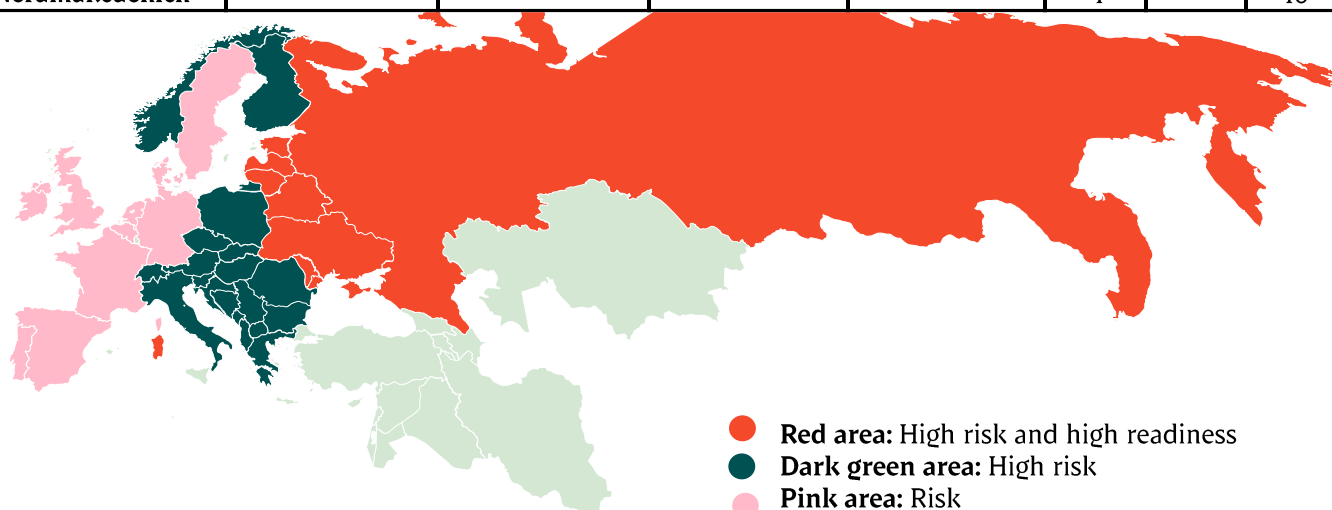 Red area: High risk and high readiness
Dark green area: High risk
Pink area: Risk